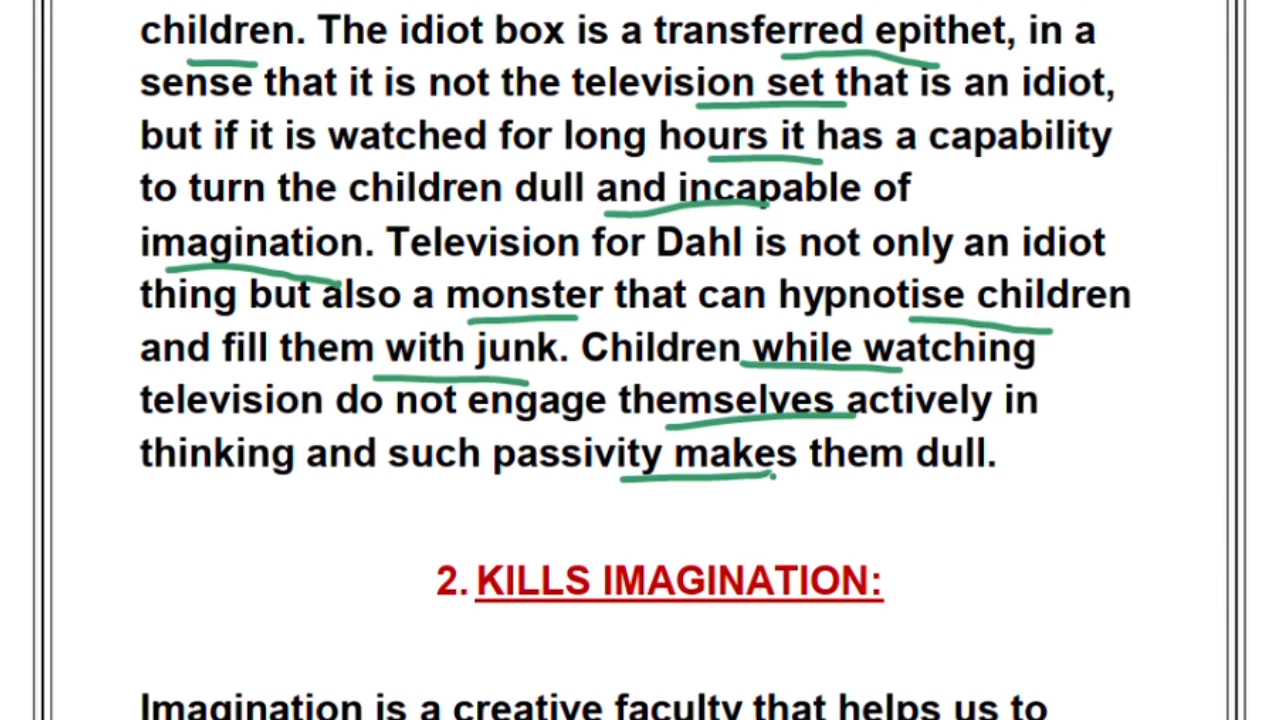 children. The idiot box is a transferred epithet, in a
sense that it is not the television set that is an idiot,
but if it is watched for long hours it has a capability
to turn the children dull and incapable of
imagination. Television for Dahl is not only an idiot
thing but also a monster that can hypnotise children
and fill them with junk. Children while watching
television do not engage themselves actively in
thinking and such passivity makes them dull.
2. KILLS IMAGINATION:
Imagination is a creative faculty that helps us to